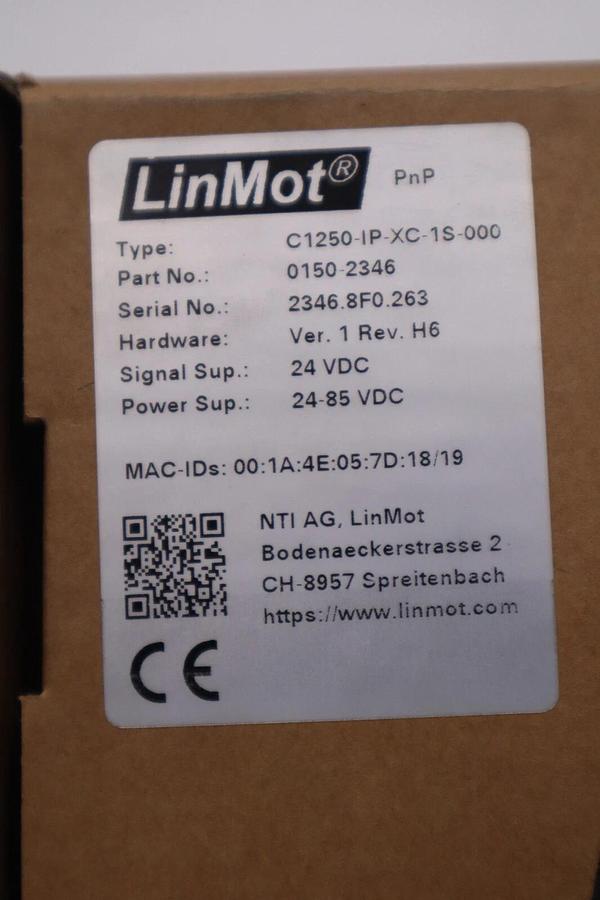 LinMot® PnP
Type: C1250-IP-XC-1S-000
Part No.: 0150-2346
Serial No.: 2346.8F0.263
Hardware: Ver. 1 Rev. H6
Signal Sup.: 24 VDC
Power Sup.: 24-85 VDC
MAC-IDs: 00:1A:4E:05:7D:18/19
NTI AG, LinMot
Bodenaeckerstrasse 2
CH-8957 Spreitenbach
https://www.linmot.com
CE